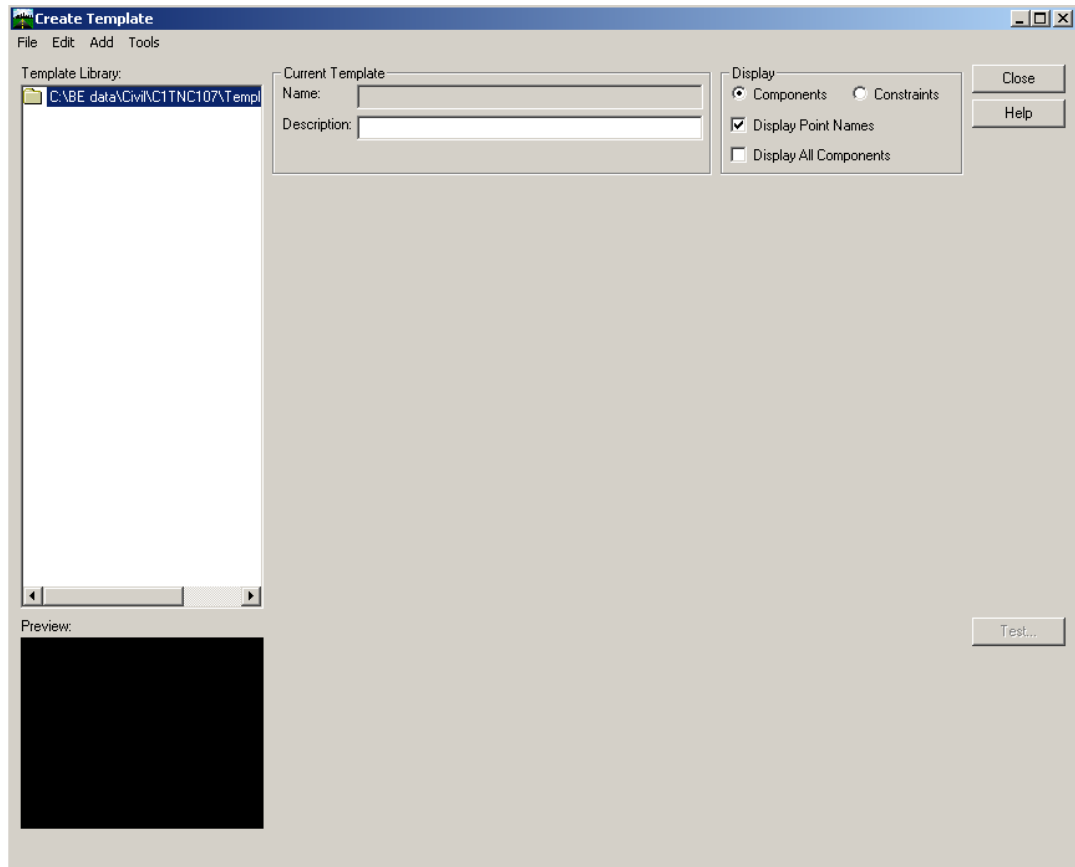 Create Template
File Edit Add Tools
Template Library:
C:\BE data\Civil\C1TNC107\Templ
Current Template
Name:
Description:
Display
Components Constraints
Display Point Names
Display All Components
Close
Help
Preview:
Test...